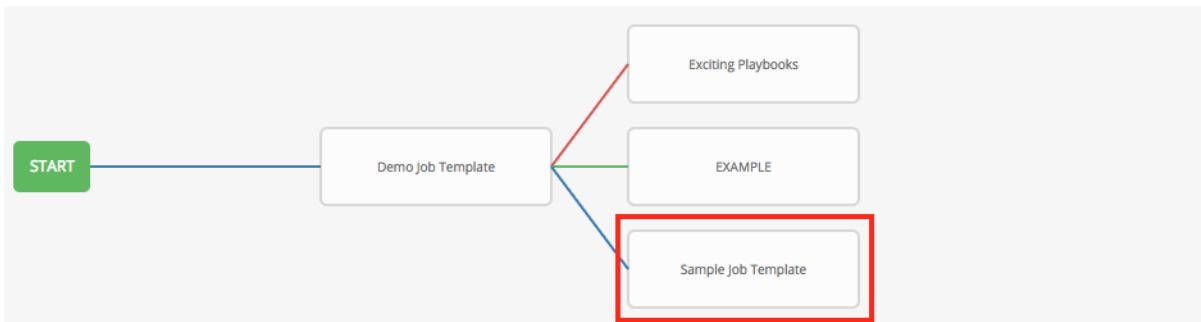 START
Demo Job Template
Exciting Playbooks
EXAMPLE
Sample Job Template